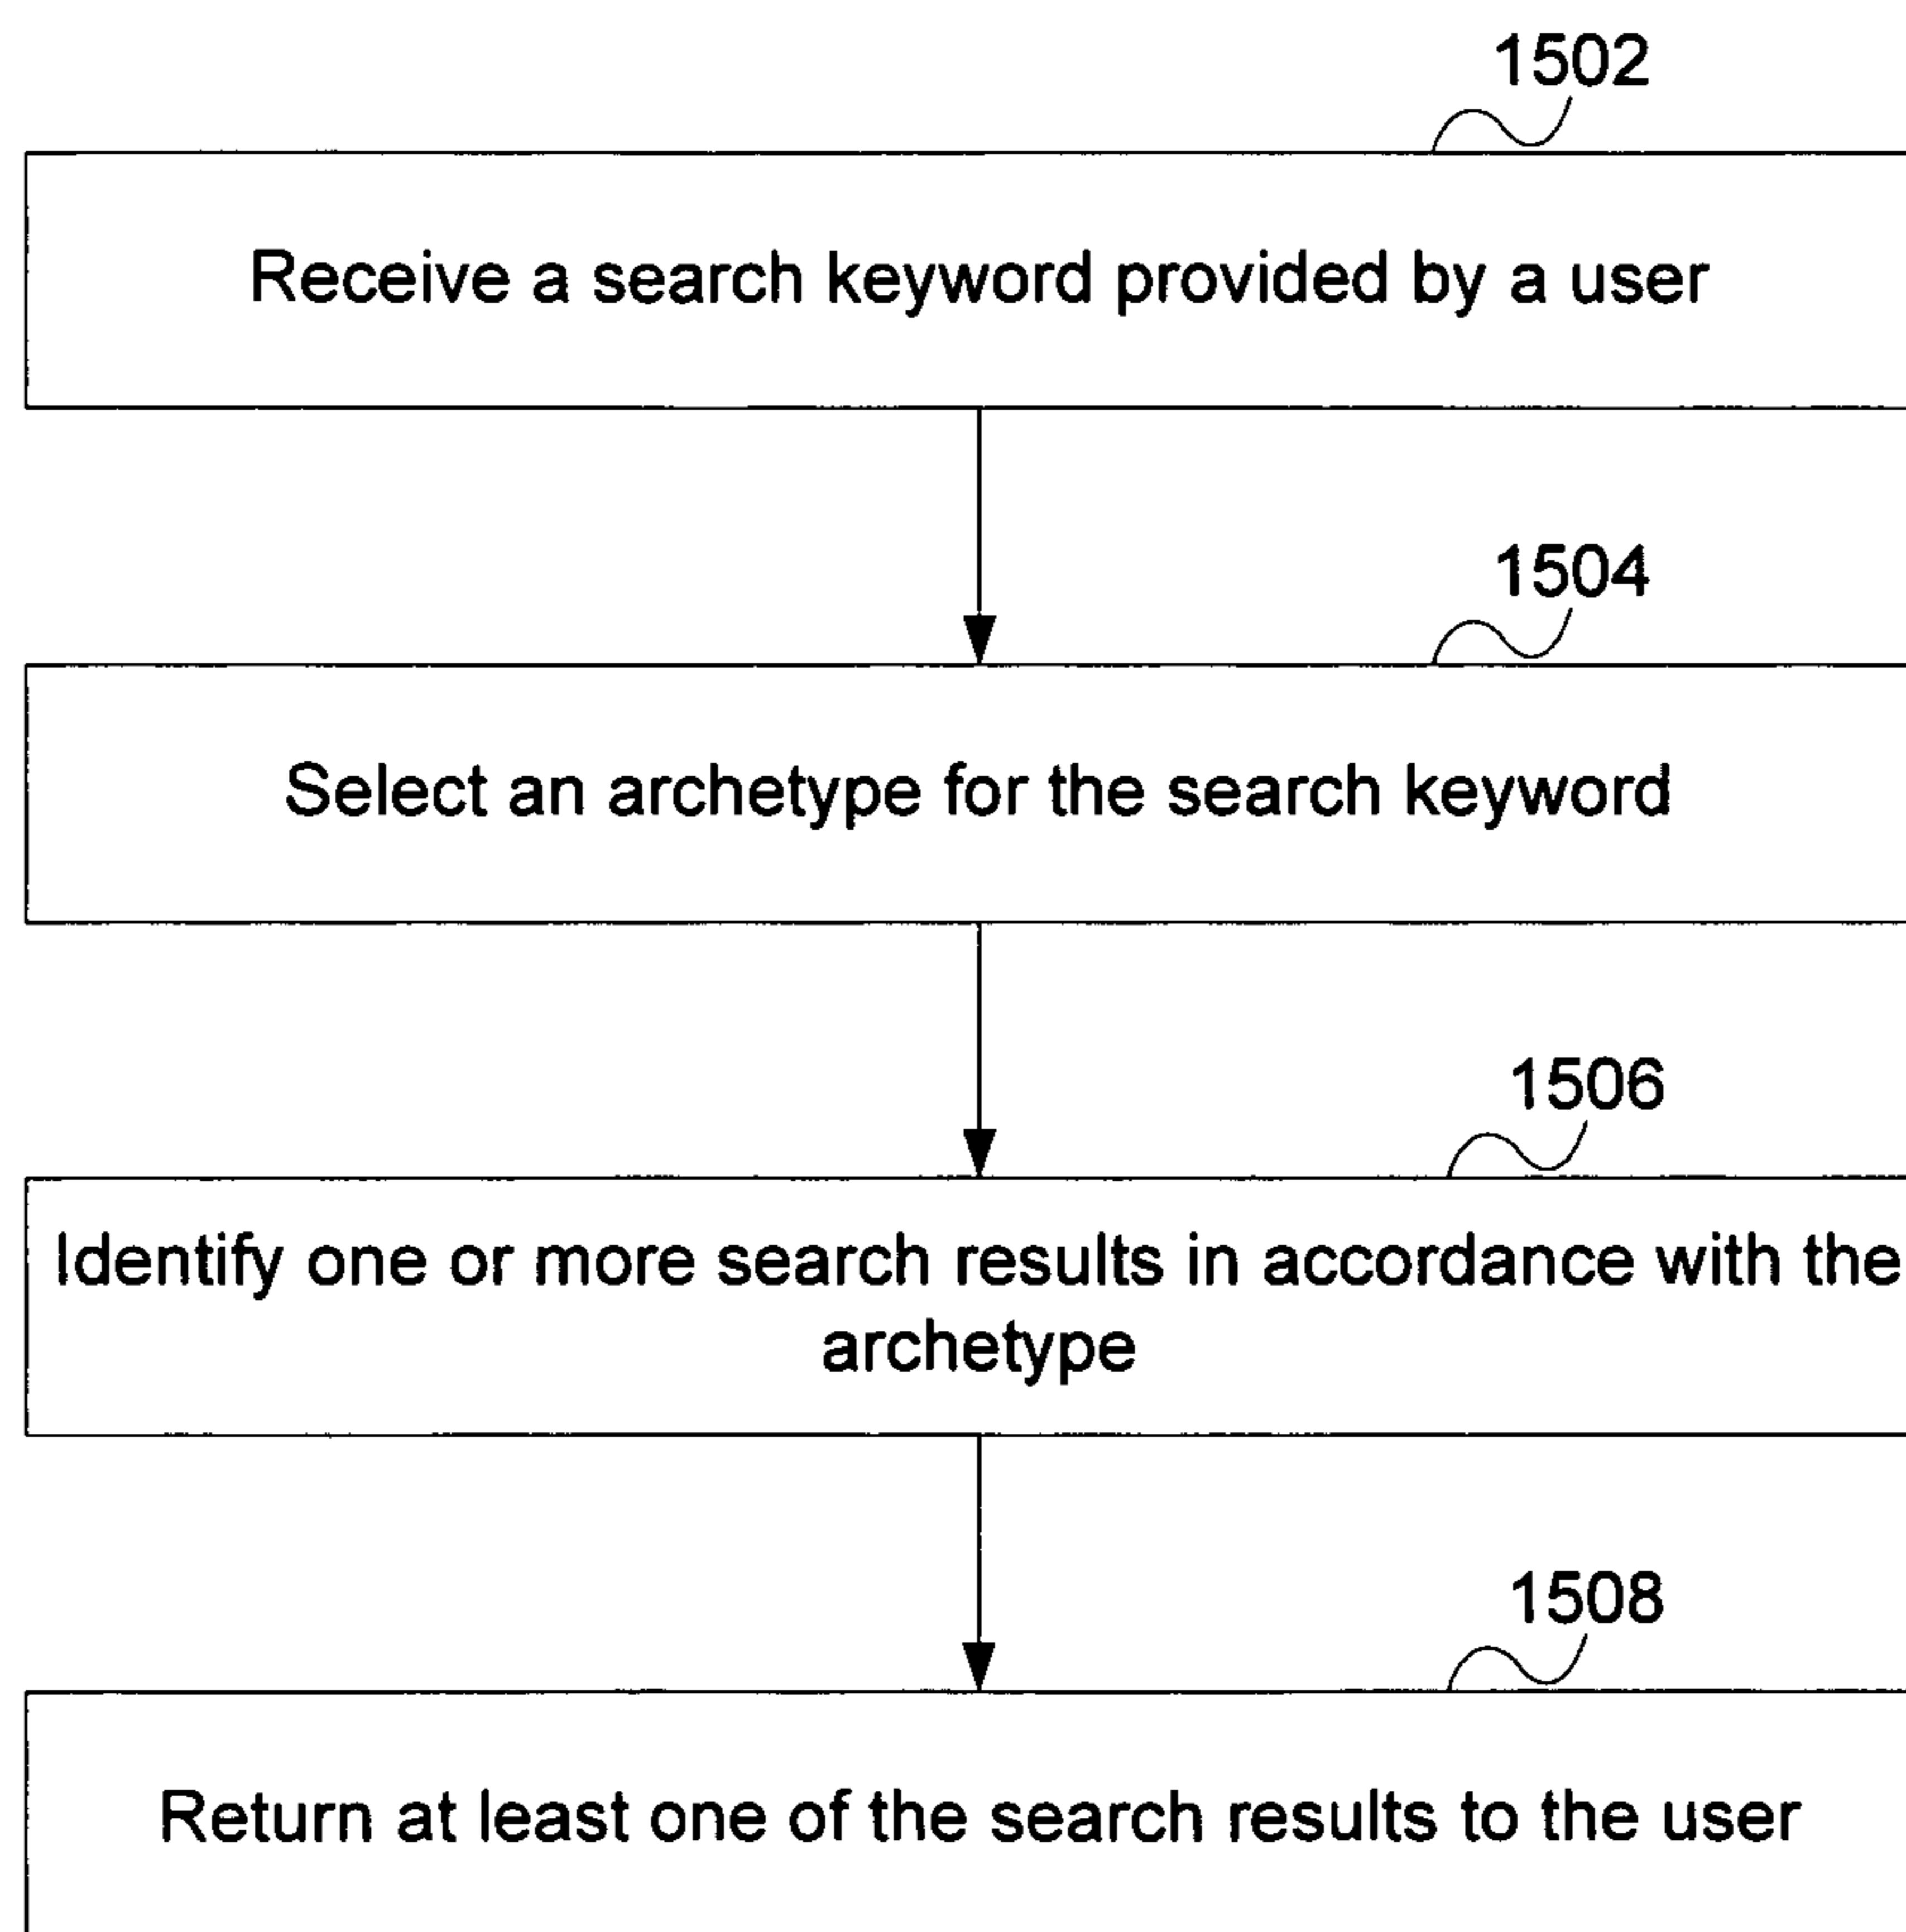 1502
Receive a search keyword provided by a user
1504
Select an archetype for the search keyword
1506
Identify one or more search results in accordance with the
archetype
1508
Return at least one of the search results to the user